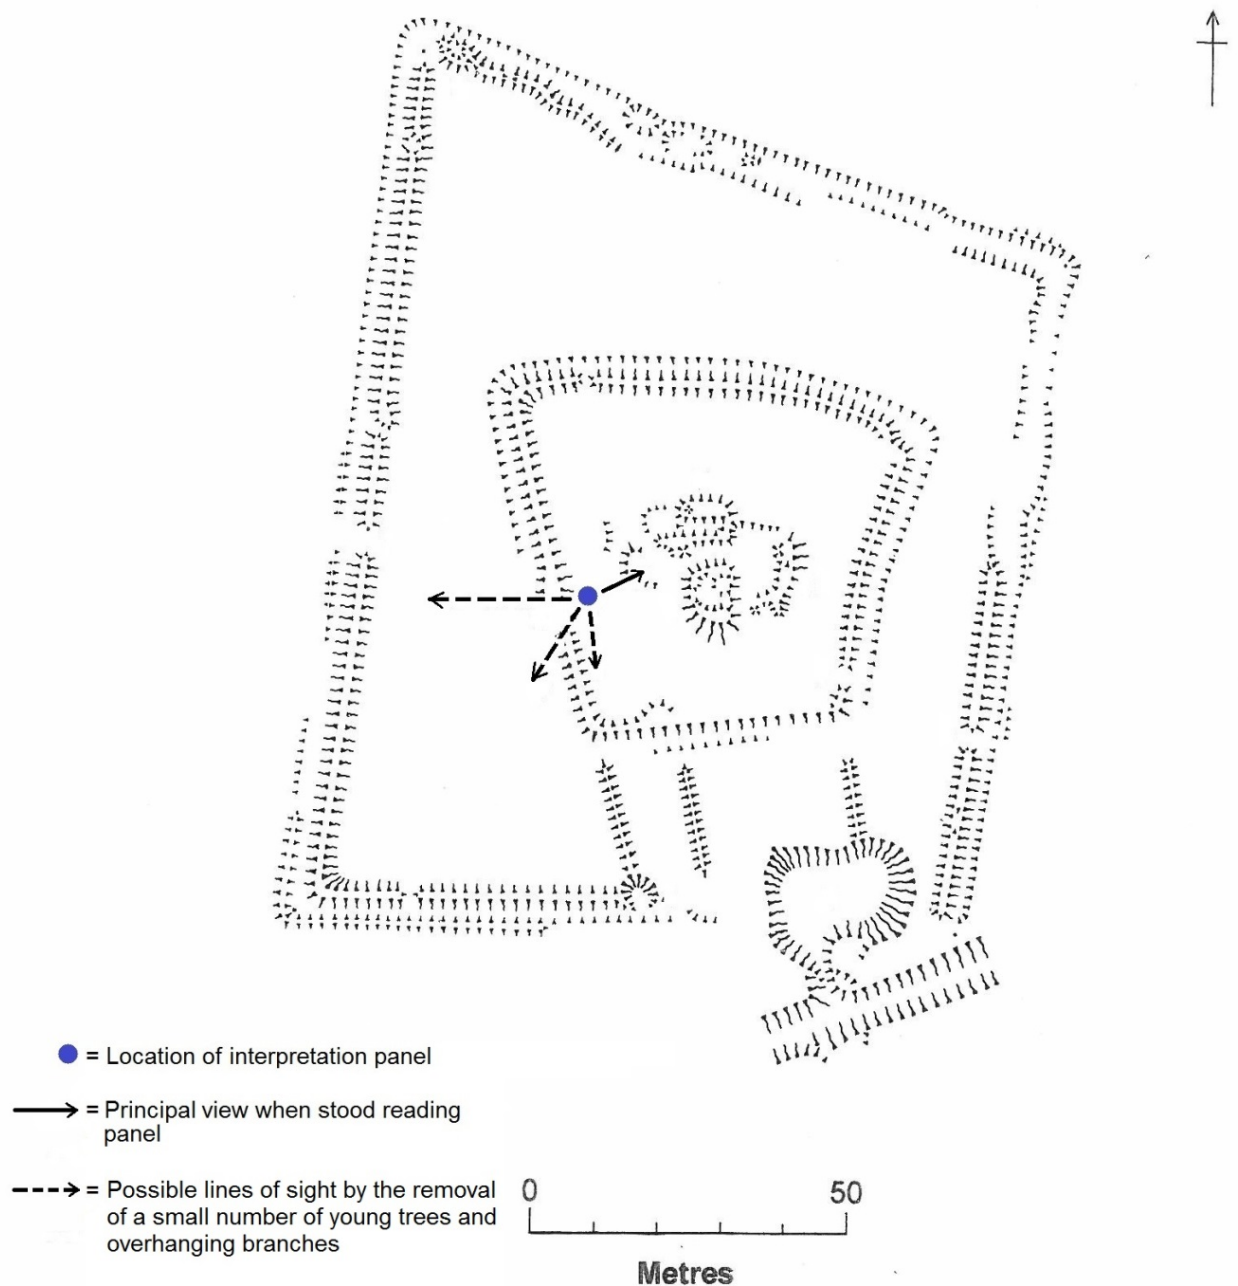 = Location of interpretation panel
= Principal view when stood reading
panel
= Possible lines of sight by the removal
of a small number of young trees and
overhanging branches
0 50
Metres